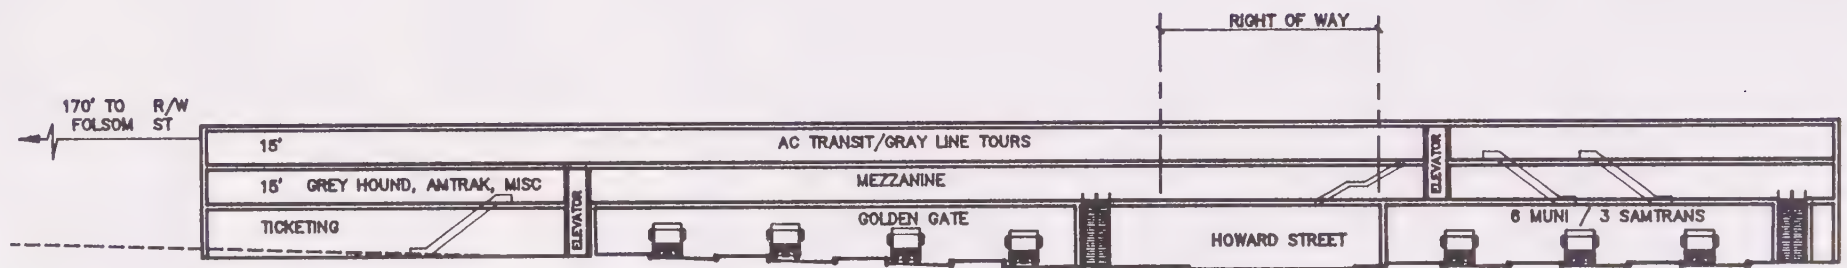 RIGHT OF WAY
170' TO R/W
FOLSOM ST
15' AC TRANSIT/GRAY LINE TOURS
ELEVATOR
15' GREY HOUND, AMTRAK, MISC
MEZZANINE
TICKETING
ELEVATOR
GOLDEN GATE
HOWARD STREET
6 MUNI / 3 SAMTRANS